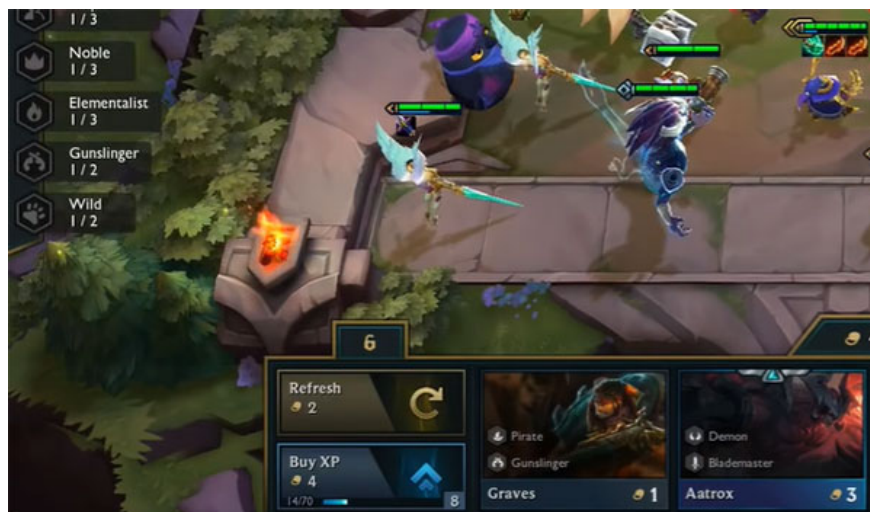 1 / 3
Noble
1 / 3
Elementalist
1 / 3
Gunslinger
1 / 2
Wild
1 / 2
6
Refresh
2
Buy XP
4
14/70
8
Pirate
Gunslinger
Graves
1
Demon
Blademaster
Aatrox
3